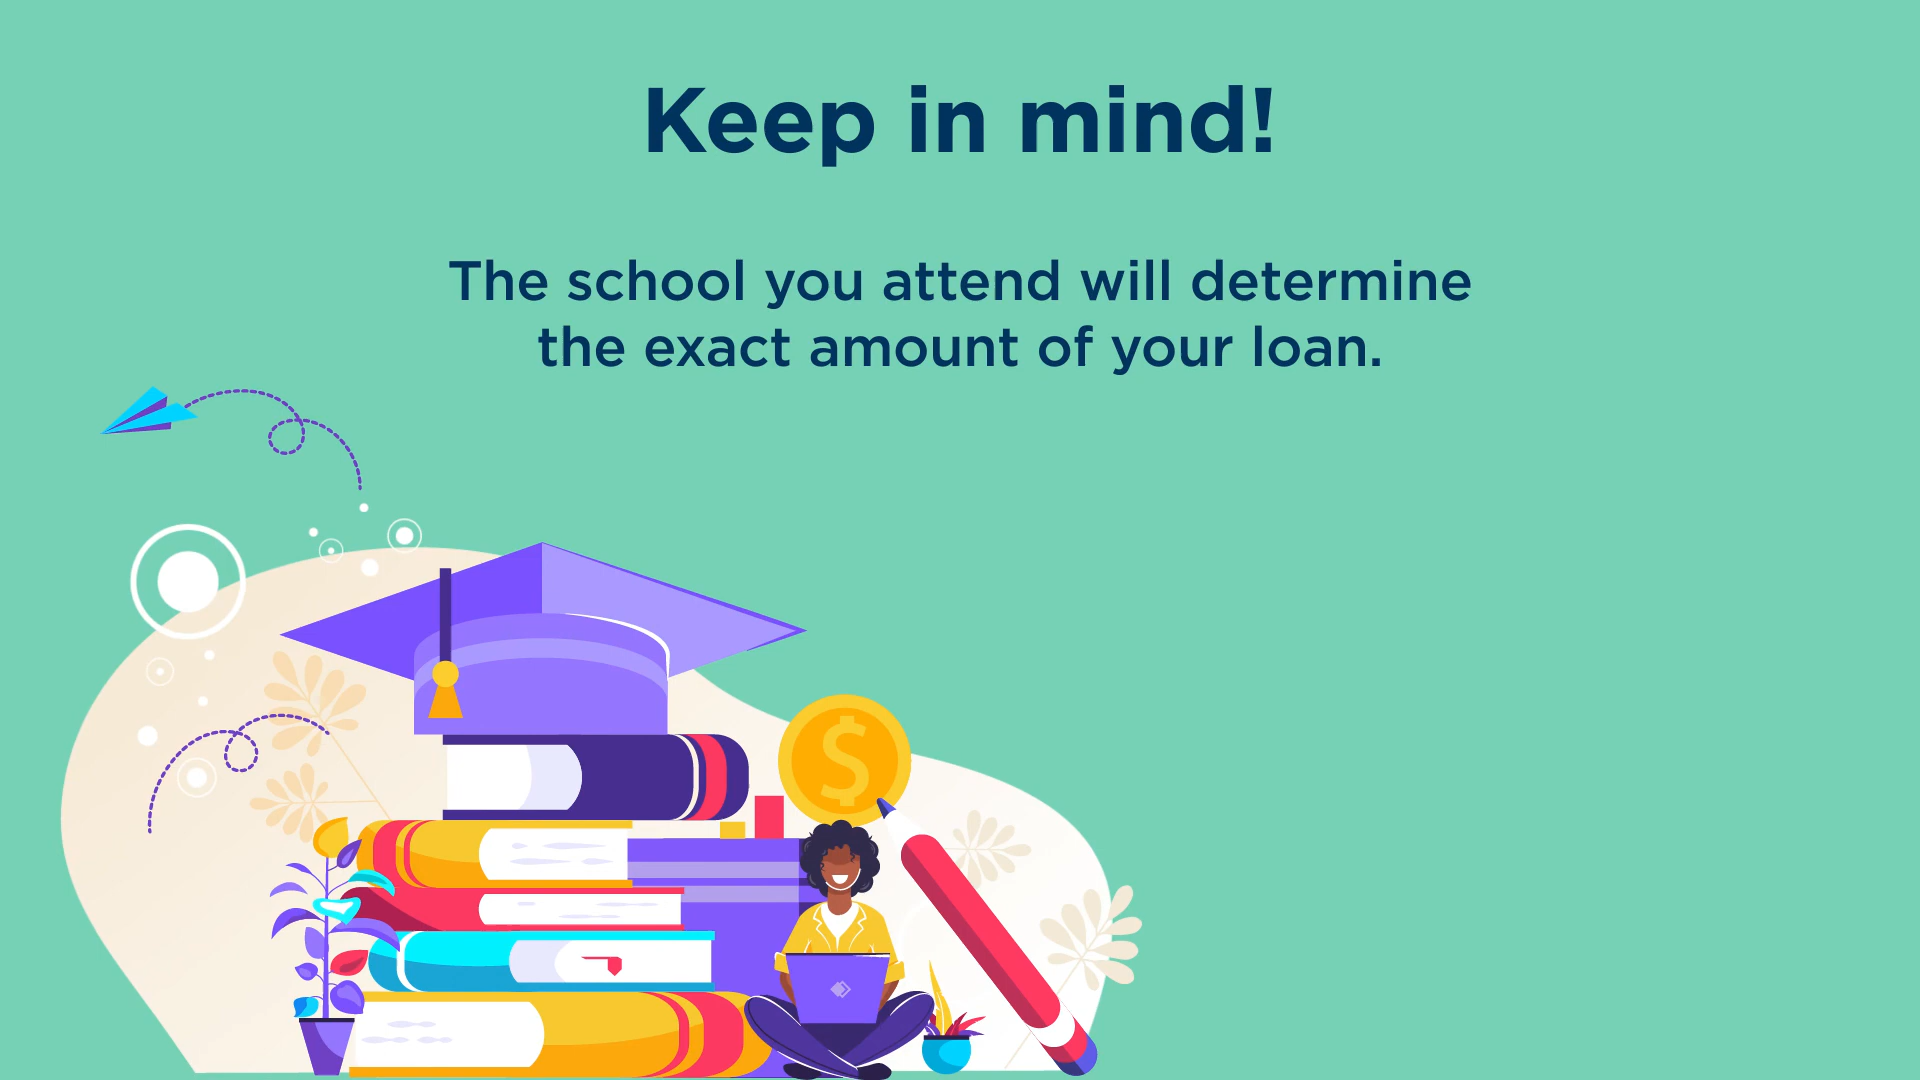 Keep in mind!
The school you attend will determine
the exact amount of your loan.
$